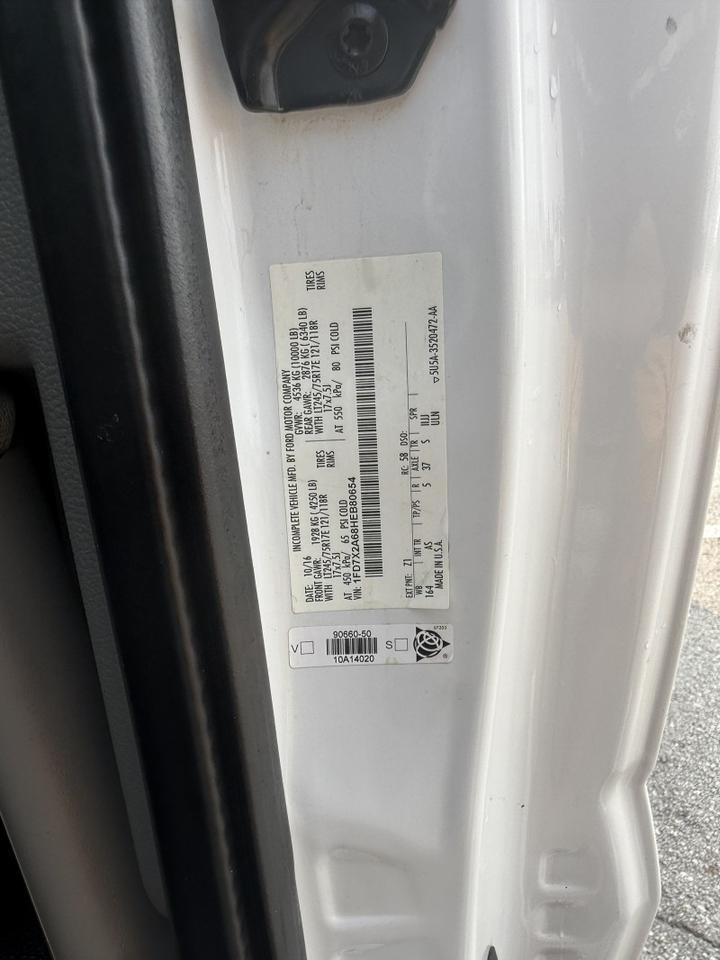 INCOMPLETE VEHICLE MFD. BY FORD MOTOR COMPANY
DATE: 10/16 GVWR: 4536 KG (10000 LB)
FRONT GAWR: 1928 KG (4250 LB) REAR GAWR: 2876 KG (6340 LB)
WITH LT245/75R17E 121/118R TIRES WITH LT245/75R17E 121/118R TIRES
17x7.5J RIMS 17x7.5J RIMS
AT 450 kPa/ 65 PSI COLD AT 550 kPa/ 80 PSI COLD
VIN: 1FD7X2A68HEB80654
EXT PNT: Z1 RC: 58 DSO:
WB INT TR TP/PS R AXLE TR SPR
164 AS 5 37 S IIJJ
MADE IN U.S.A. ULN
▽5U5A-3520472-AA
V 90660-50 S
10A14020